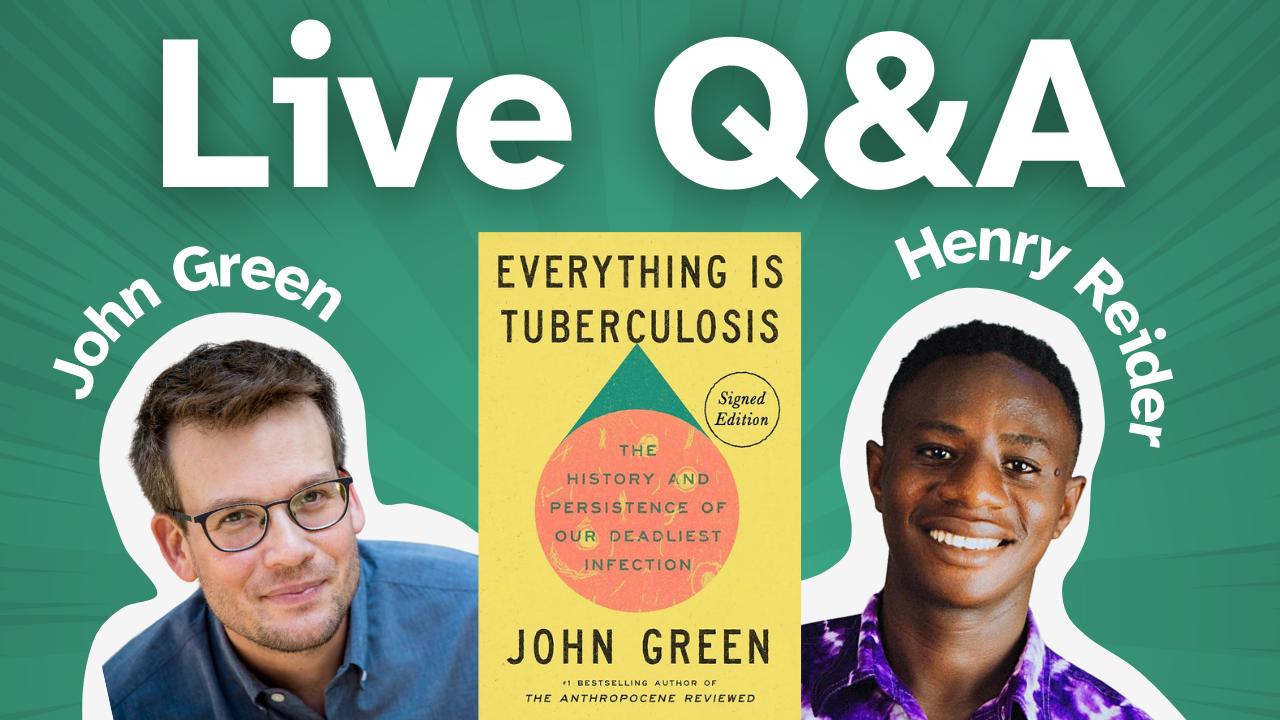 Live Q&A
John Green
Henry Reider
EVERYTHING IS
TUBERCULOSIS
Signed
Edition
THE
HISTORY AND
PERSISTENCE OF
OUR DEADLIEST
INFECTION
JOHN GREEN
#1 BESTSELLING AUTHOR OF
THE ANTHROPOCENE REVIEWED